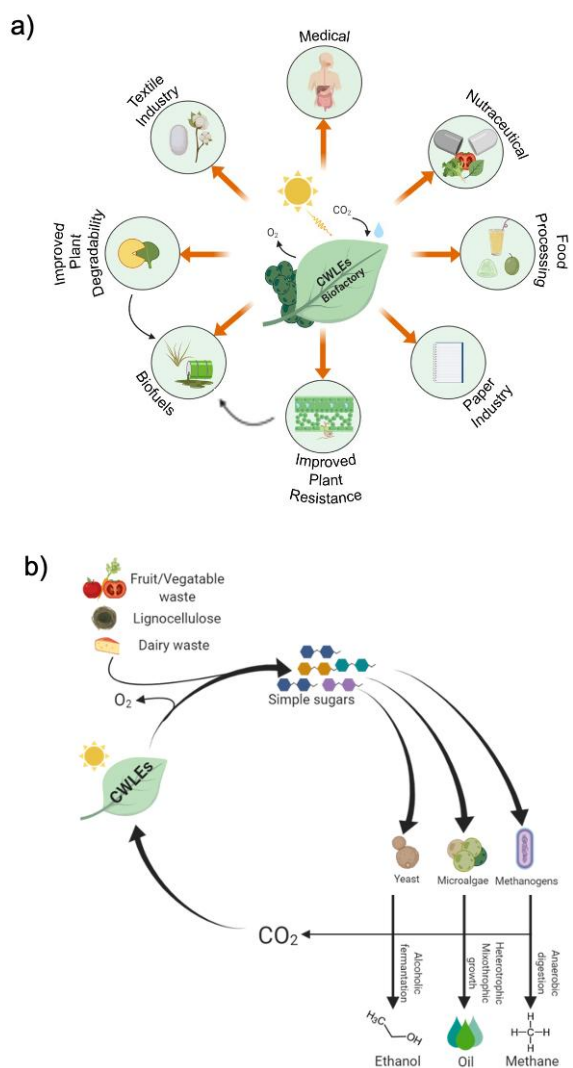 a)
Medical
Textile
Industry
Nutraceutical
CO2
O2
CWLEs
Biofactory
Improved Plant
Degradability
Food
Processing
Biofuels
Paper
Industry
Improved
Plant
Resistance
b)
Fruit/Vegatable
waste
Lignocellulose
Dairy waste
O2
Simple sugars
CWLEs
Yeast
Microalgae
Methanogens
CO2
Alcoholic
fermantation
Heterotrophic
Mixothrophic
growth
Anaerobic
digestion
H3C
OH
H
H
C
H
H
Ethanol
Oil
Methane